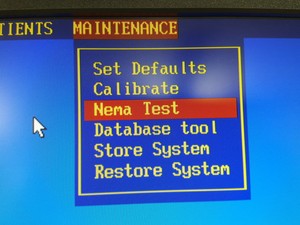 TIENTS MAINTENANCE
Set Defaults
Calibrate
Nema Test
Database tool
Store System
Restore System